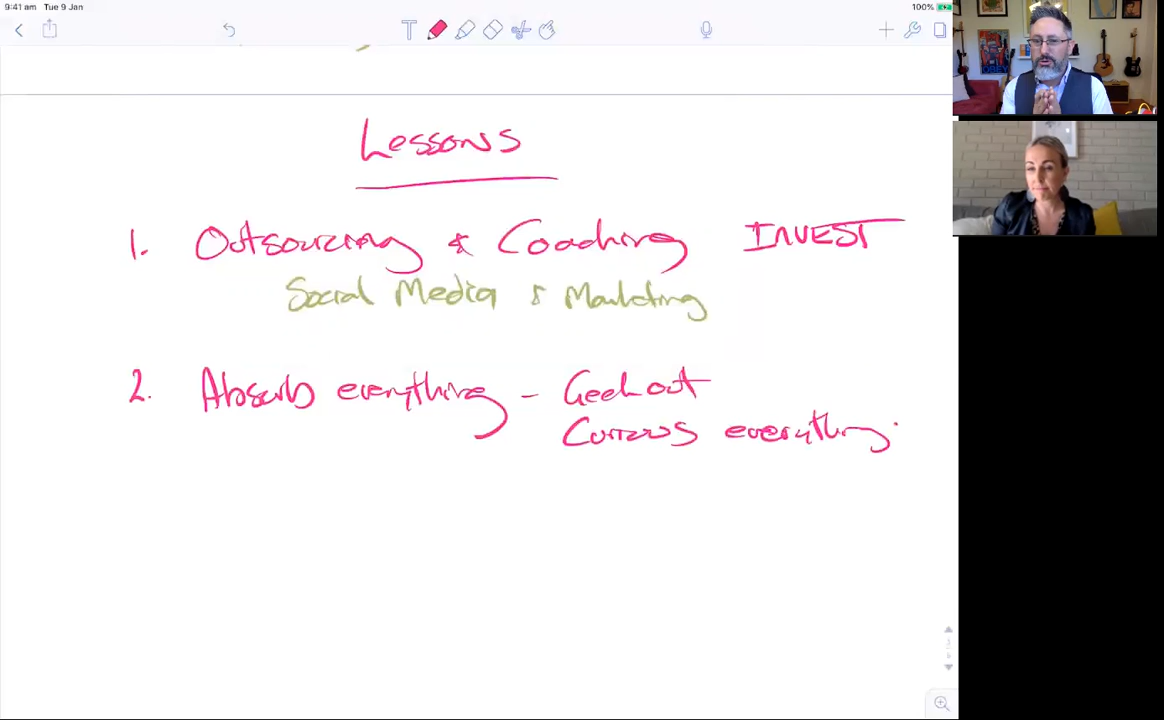 9:41 am Tue 9 Jan
100%
T
Lessons
1. Outsourcing & Coaching INVEST
Social Media & Marketing
2. Absorb everything - Geek out
Curious everything.
OBEY